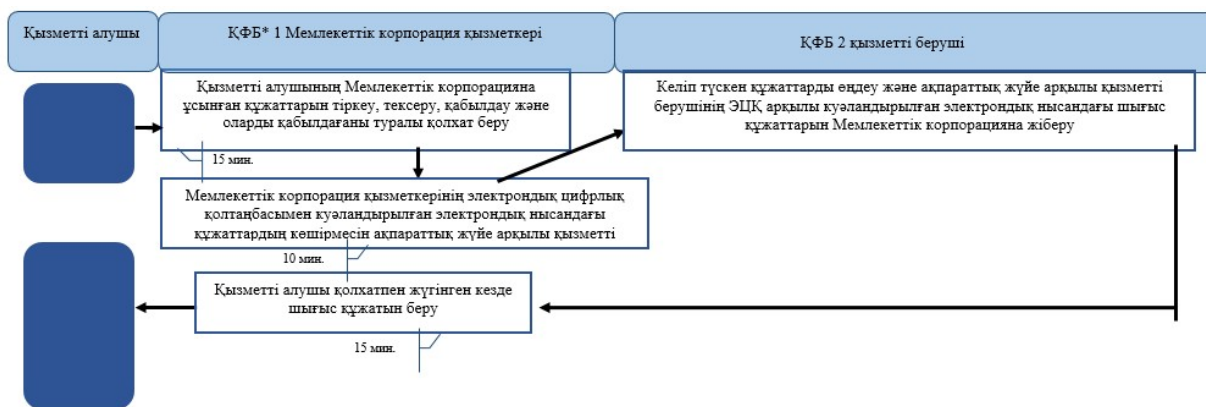 Қызметті алушы
ҚФБ* 1 Мемлекеттік корпорация қызметкері
ҚФБ 2 қызметті беруші
Қызметті алушының Мемлекеттік корпорацияна
ұсынған құжаттарын тіркеу, тексеру, қабылдау және
оларды қабылдағаны туралы қолхат беру
15 мин.
Келіп түскен құжаттарды өңдеу және ақпараттық жүйе арқылы қызметті
берушінің ЭЦҚ арқылы куәландырылған электрондық нысандағы шығыс
құжаттарын Мемлекеттік корпорацияна жіберу
Мемлекеттік корпорация қызметкерінің электрондық цифрлық
қолтаңбасымен куәландырылған электрондық нысандағы
құжаттардың көшірмесін ақпараттық жүйе арқылы қызметті
10 мин.
Қызметті алушы қолхатпен жүгінген кезде
шығыс құжатын беру
15 мин.